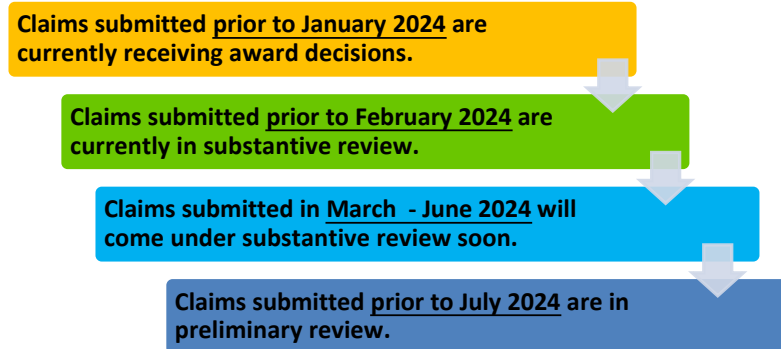 Claims submitted prior to January 2024 are
currently receiving award decisions.
Claims submitted prior to February 2024 are
currently in substantive review.
Claims submitted in March - June 2024 will
come under substantive review soon.
Claims submitted prior to July 2024 are in
preliminary review.